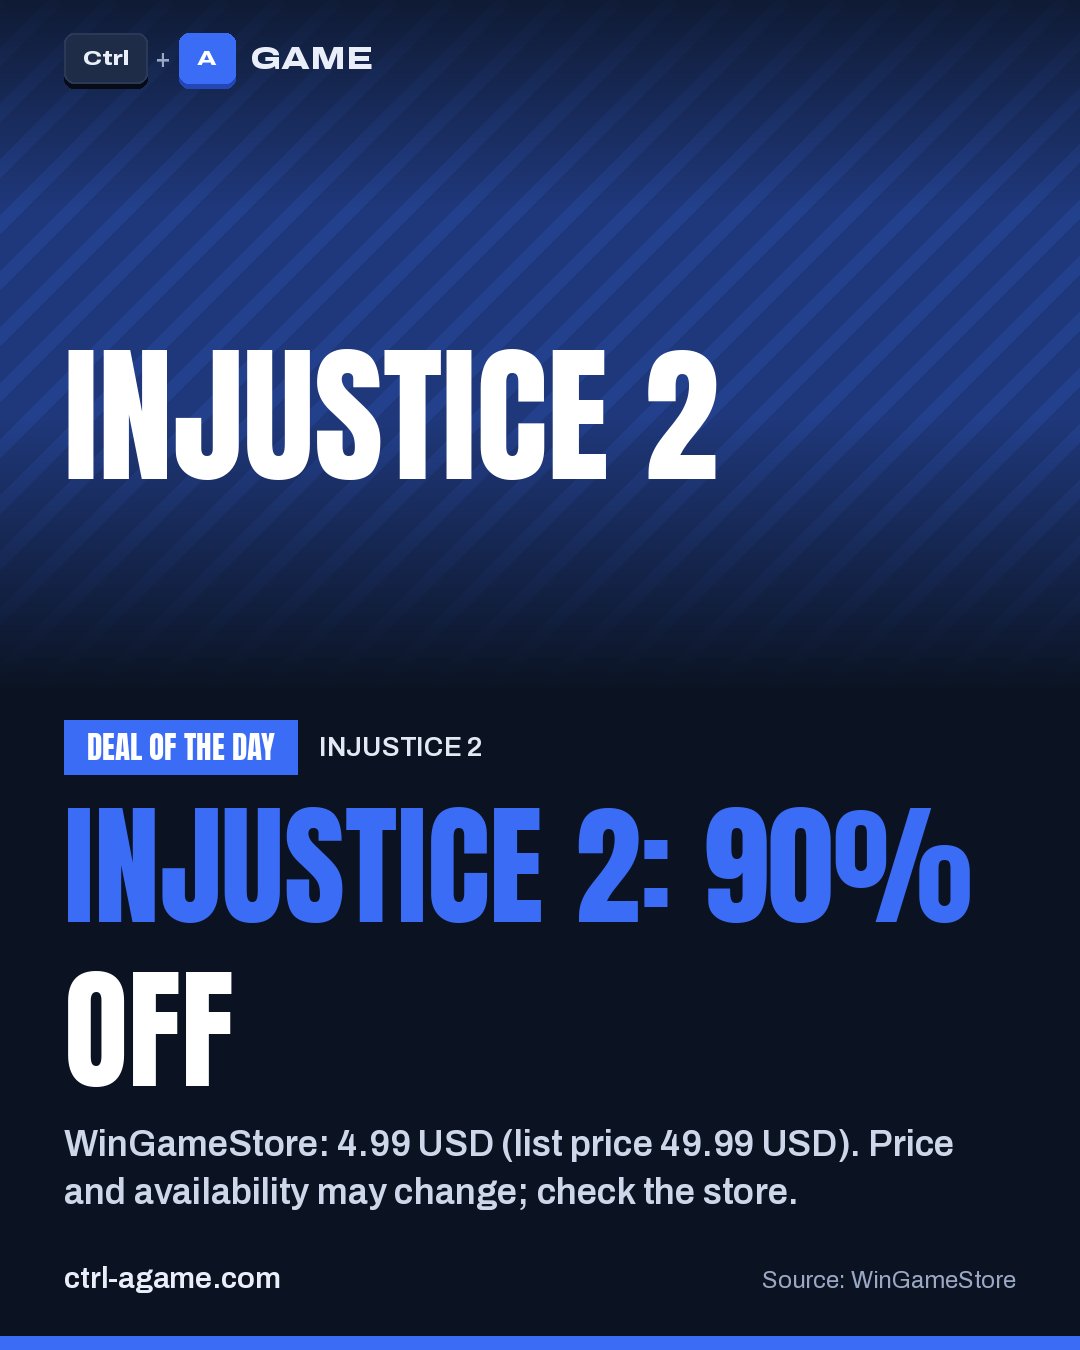 Ctrl + A GAME
INJUSTICE 2
DEAL OF THE DAY INJUSTICE 2
INJUSTICE 2: 90%
OFF
WinGameStore: 4.99 USD (list price 49.99 USD). Price
and availability may change; check the store.
ctrl-agame.com Source: WinGameStore